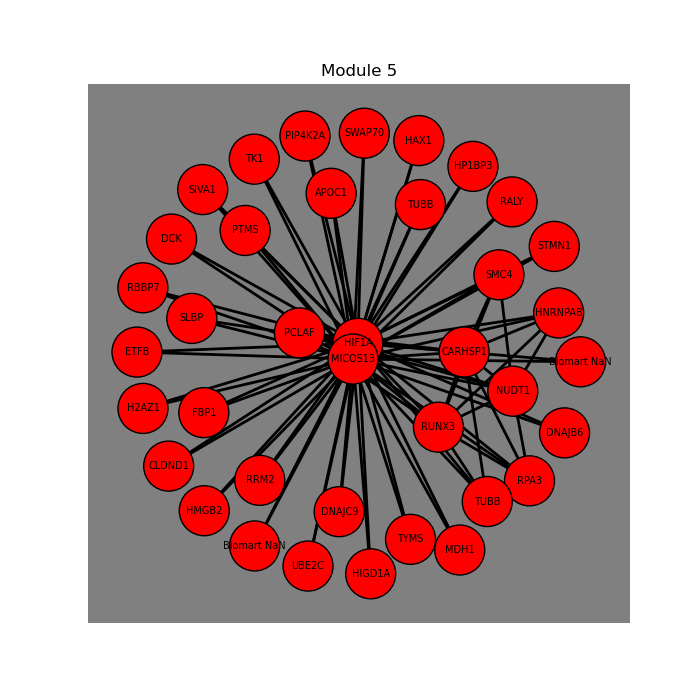 Module 5
SWAP70
PIP4K2A
HAX1
TK1
HP1BP3
SIVA1
APOC1
RALY
TUBB
PTMS
DCK
STMN1
SMC4
RBBP7
HNRNPAB
SLBP
PCLAF
HIF1A
ETFB
CARHSP1
MICOS13
Biomart NaN
NUDT1
H2AZ1
FBP1
RUNX3
DNAJB6
CLDND1
RRM2
RPA3
TUBB
HMGB2
DNAJC9
TYMS
Biomart NaN
MDH1
UBE2C
HIGD1A